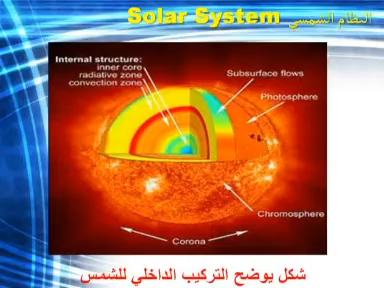 Solar System النظام الشمسي
Internal structure:
inner core
radiative zone
convection zone
Subsurface flows
Photosphere
Chromosphere
Corona
شكل يوضح التركيب الداخلي للشمس